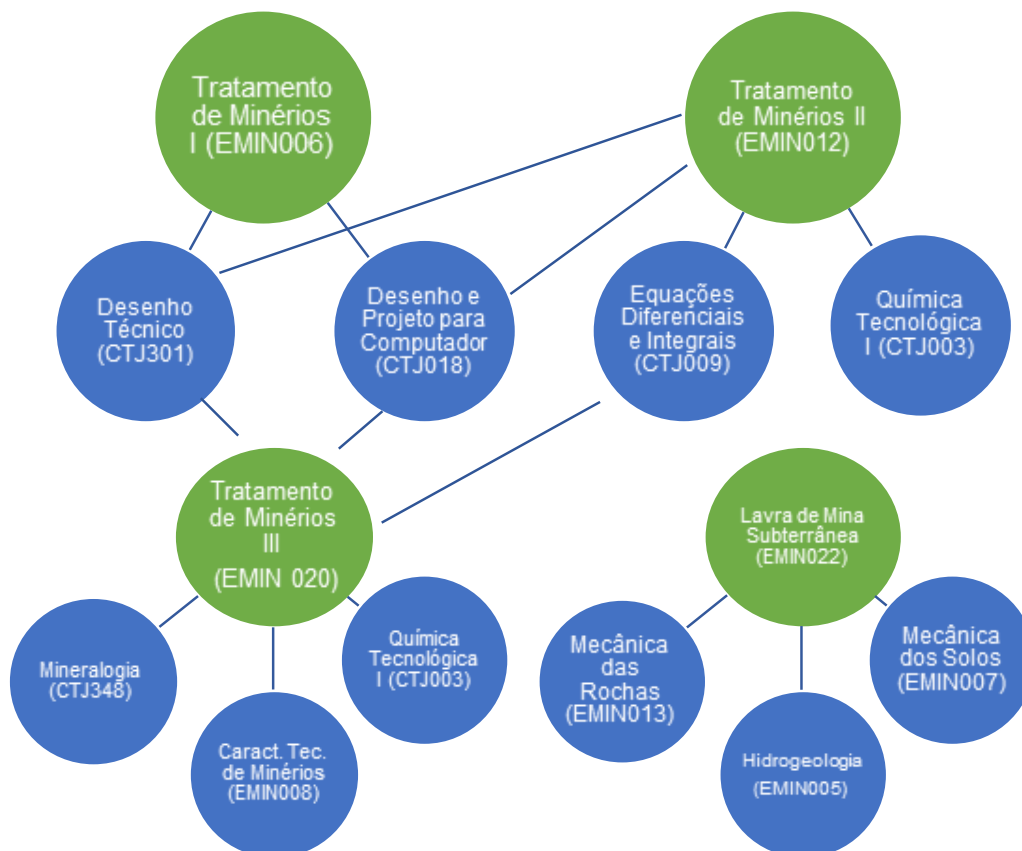 Tratamento
de Minérios
I (EMIN006)
Tratamento
de Minérios II
(EMIN012)
Desenho
Técnico
(CTJ301)
Desenho e
Projeto para
Computador
(CTJ018)
Equações
Diferenciais
e Integrais
(CTJ009)
Química
Tecnológica
I (CTJ003)
Tratamento
de Minérios
III
(EMIN 020)
Lavra de Mina
Subterrânea
(EMIN022)
Mineralogia
(CTJ348)
Caract. Tec.
de Minérios
(EMIN008)
Química
Tecnológica
I (CTJ003)
Mecânica
das
Rochas
(EMIN013)
Hidrogeologia
(EMIN005)
Mecânica
dos Solos
(EMIN007)